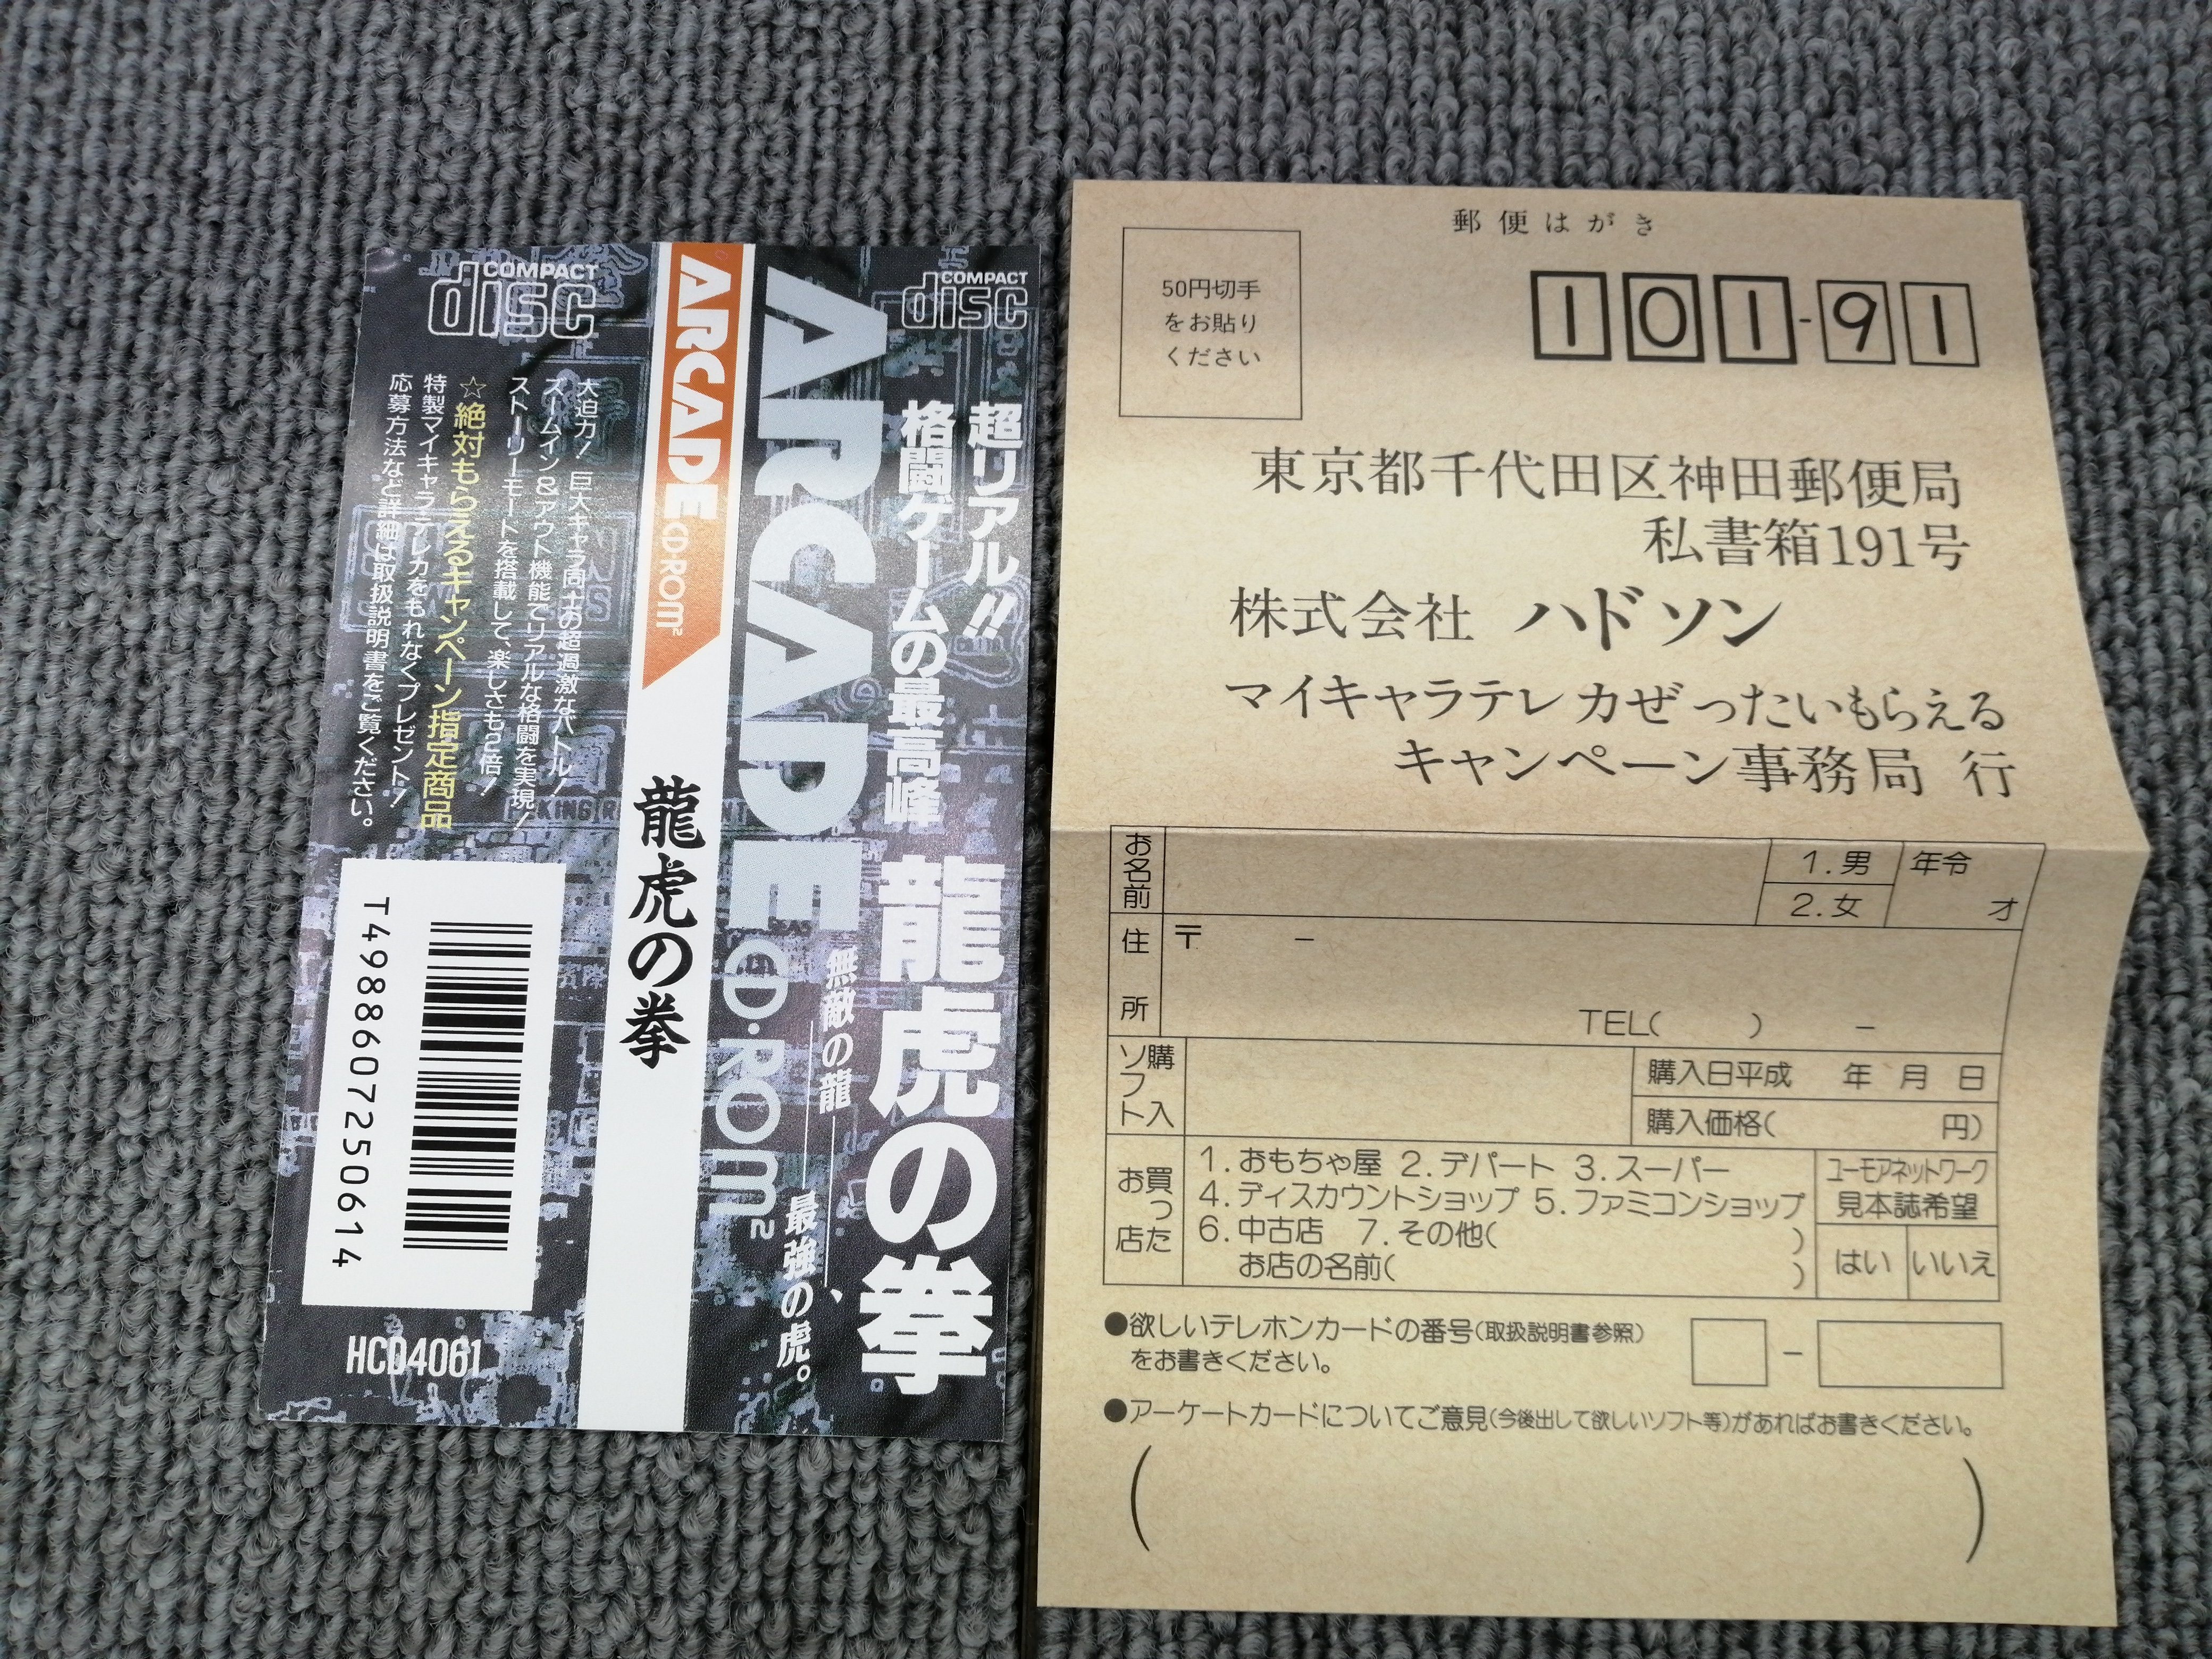 COMPACT
disc
超リアル!!
格闘ゲームの最高峰
龍虎の拳
無敵の龍、
最強の虎。
ARCADE CD・ROM²
ARCADE CD・ROM²
龍虎の拳
COMPACT
disc
大迫力！巨大キャラ同士の超過激なバトル！
ズームイン＆アウト機能でリアルな格闘を実現！
ストーリーモードを搭載して、楽しさも2倍！
☆絶対もらえるキャンペーン指定商品
特製マイキャラテレカをもれなくプレゼント！
応募方法など詳細は取扱説明書をご覧ください。
T4988607250614
HCD4061
郵便はがき
50円切手
をお貼り
ください
101-91
東京都千代田区神田郵便局
私書箱191号
株式会社 ハドソン
マイキャラテレカぜったいもらえる
キャンペーン事務局 行
お名前
1.男
2.女
年令
才
住所
〒 －
TEL( ) －
購入ソフト
購入日平成 年 月 日
購入価格( 円)
お買った店
1.おもちゃ屋 2.デパート 3.スーパー
4.ディスカウントショップ 5.ファミコンショップ
6.中古店 7.その他( )
お店の名前( )
ユーモアネットワーク
見本誌希望
はい いいえ
●欲しいテレホンカードの番号(取扱説明書参照)
をお書きください。
－
●アーケードカードについてご意見(今後出して欲しいソフト等)があればお書きください。
( )